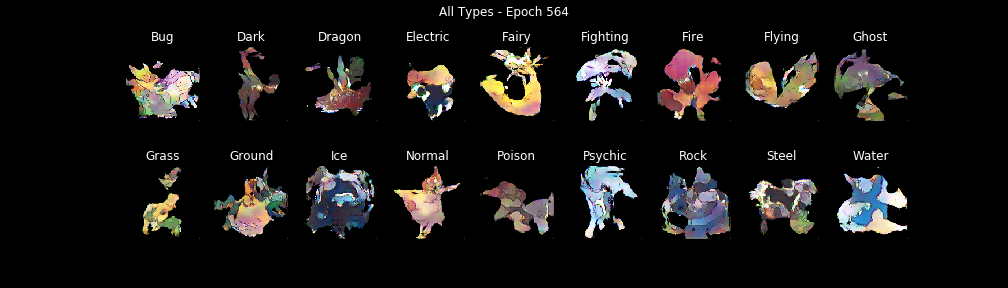 All Types - Epoch 564
Bug Dark Dragon Electric Fairy Fighting Fire Flying Ghost
Grass Ground Ice Normal Poison Psychic Rock Steel Water